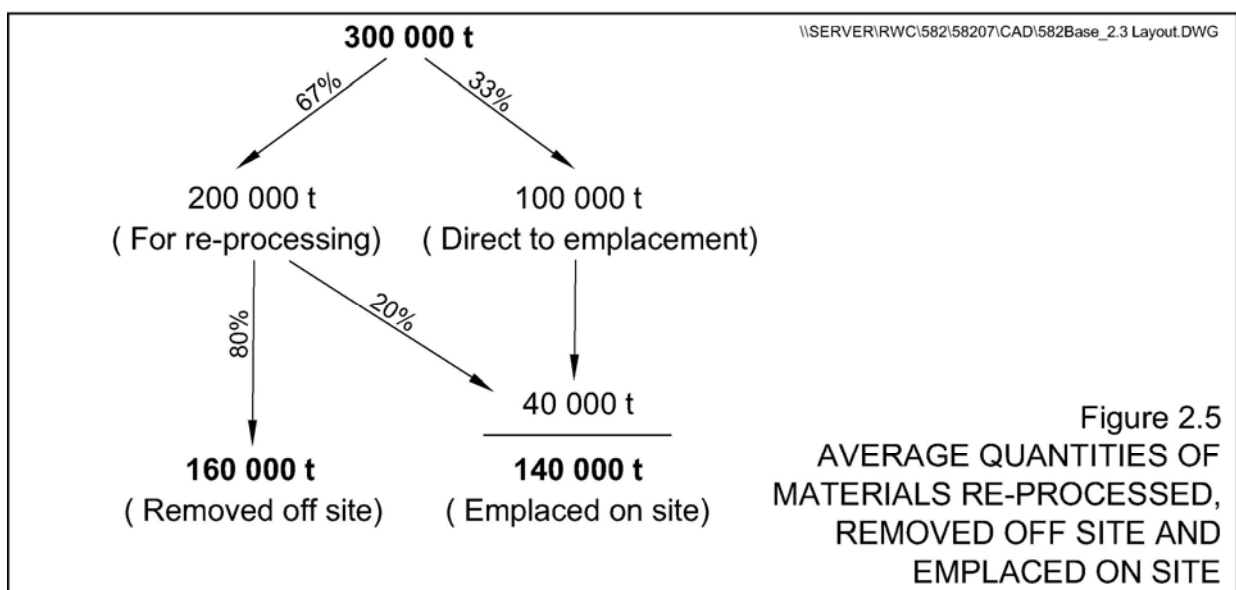 \\SERVER\RWC\582\58207\CAD\582Base_2.3 Layout.DWG
300 000 t
67%
33%
200 000 t
( For re-processing)
100 000 t
( Direct to emplacement)
80%
20%
40 000 t
160 000 t
( Removed off site)
140 000 t
( Emplaced on site)
Figure 2.5
AVERAGE QUANTITIES OF
MATERIALS RE-PROCESSED,
REMOVED OFF SITE AND
EMPLACED ON SITE